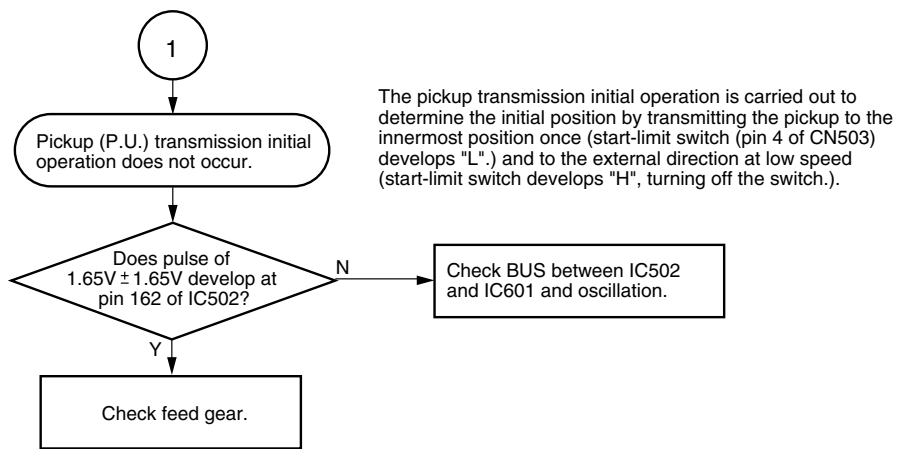 1
Pickup (P.U.) transmission initial
operation does not occur.
The pickup transmission initial operation is carried out to
determine the initial position by transmitting the pickup to the
innermost position once (start-limit switch (pin 4 of CN503)
develops "L".) and to the external direction at low speed
(start-limit switch develops "H", turning off the switch.).
Does pulse of
1.65V ± 1.65V develop at
pin 162 of IC502?
N
Check BUS between IC502
and IC601 and oscillation.
Y
Check feed gear.